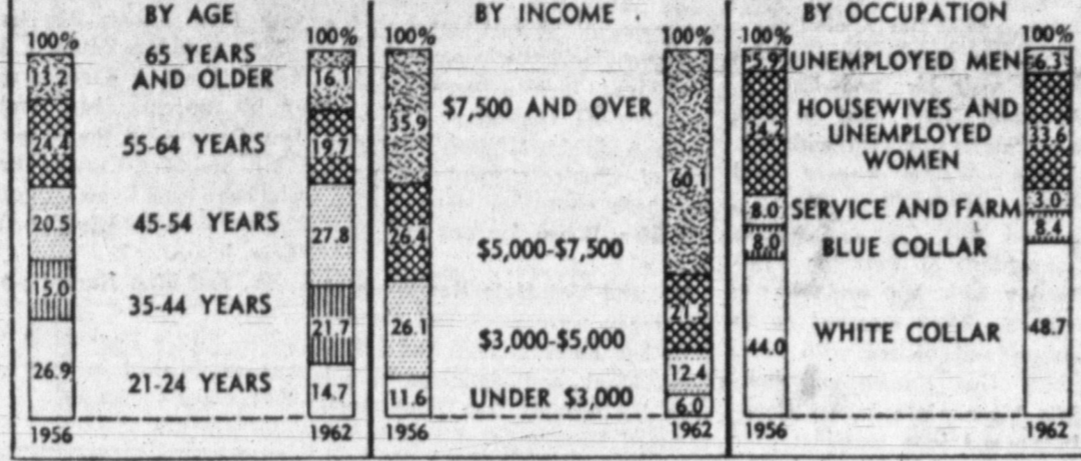 BY AGE
100% 65 YEARS 100%
13.2 AND OLDER 16.1
24.4 55-64 YEARS 19.7
20.5 45-54 YEARS 27.8
15.0 35-44 YEARS 21.7
26.9 21-24 YEARS 14.7
1956 1962
BY INCOME
100% 100%
35.9 $7,500 AND OVER 60.1
26.4 $5,000-$7,500 21.5
26.1 $3,000-$5,000 12.4
11.6 UNDER $3,000 6.0
1956 1962
BY OCCUPATION
100% 100%
5.9 UNEMPLOYED MEN 6.3
HOUSEWIVES AND
UNEMPLOYED 33.6
WOMEN
8.0 SERVICE AND FARM 3.0
8.0 BLUE COLLAR 8.4
44.0 WHITE COLLAR 48.7
1956 1962